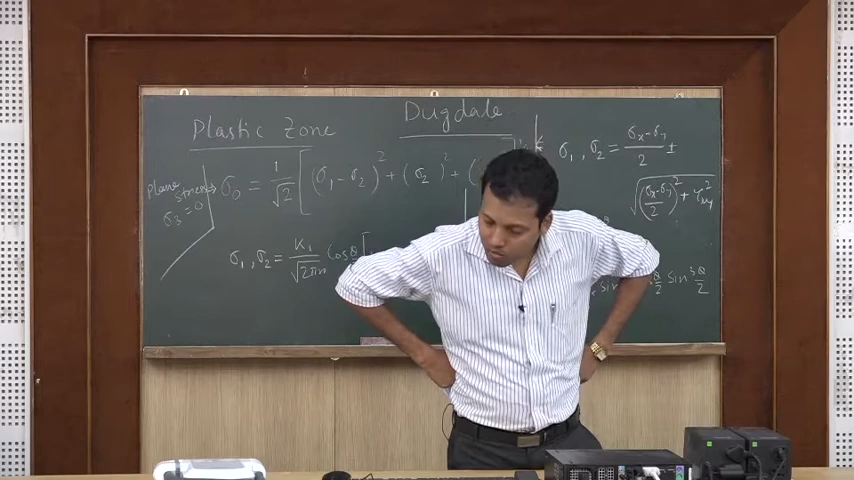 Plastic zone
Dugdale
σ₁, σ₂ = (σx-σy)/2 ±
√((σx-σy)/2)² + τ²xy
Plane stress
σ₃=0
σ₀ = 1/√2 [(σ₁-σ₂)² + (σ₂)² + (
σ₁, σ₂ = K₁/√2πr Cos θ/2 [
Sin 3θ/2